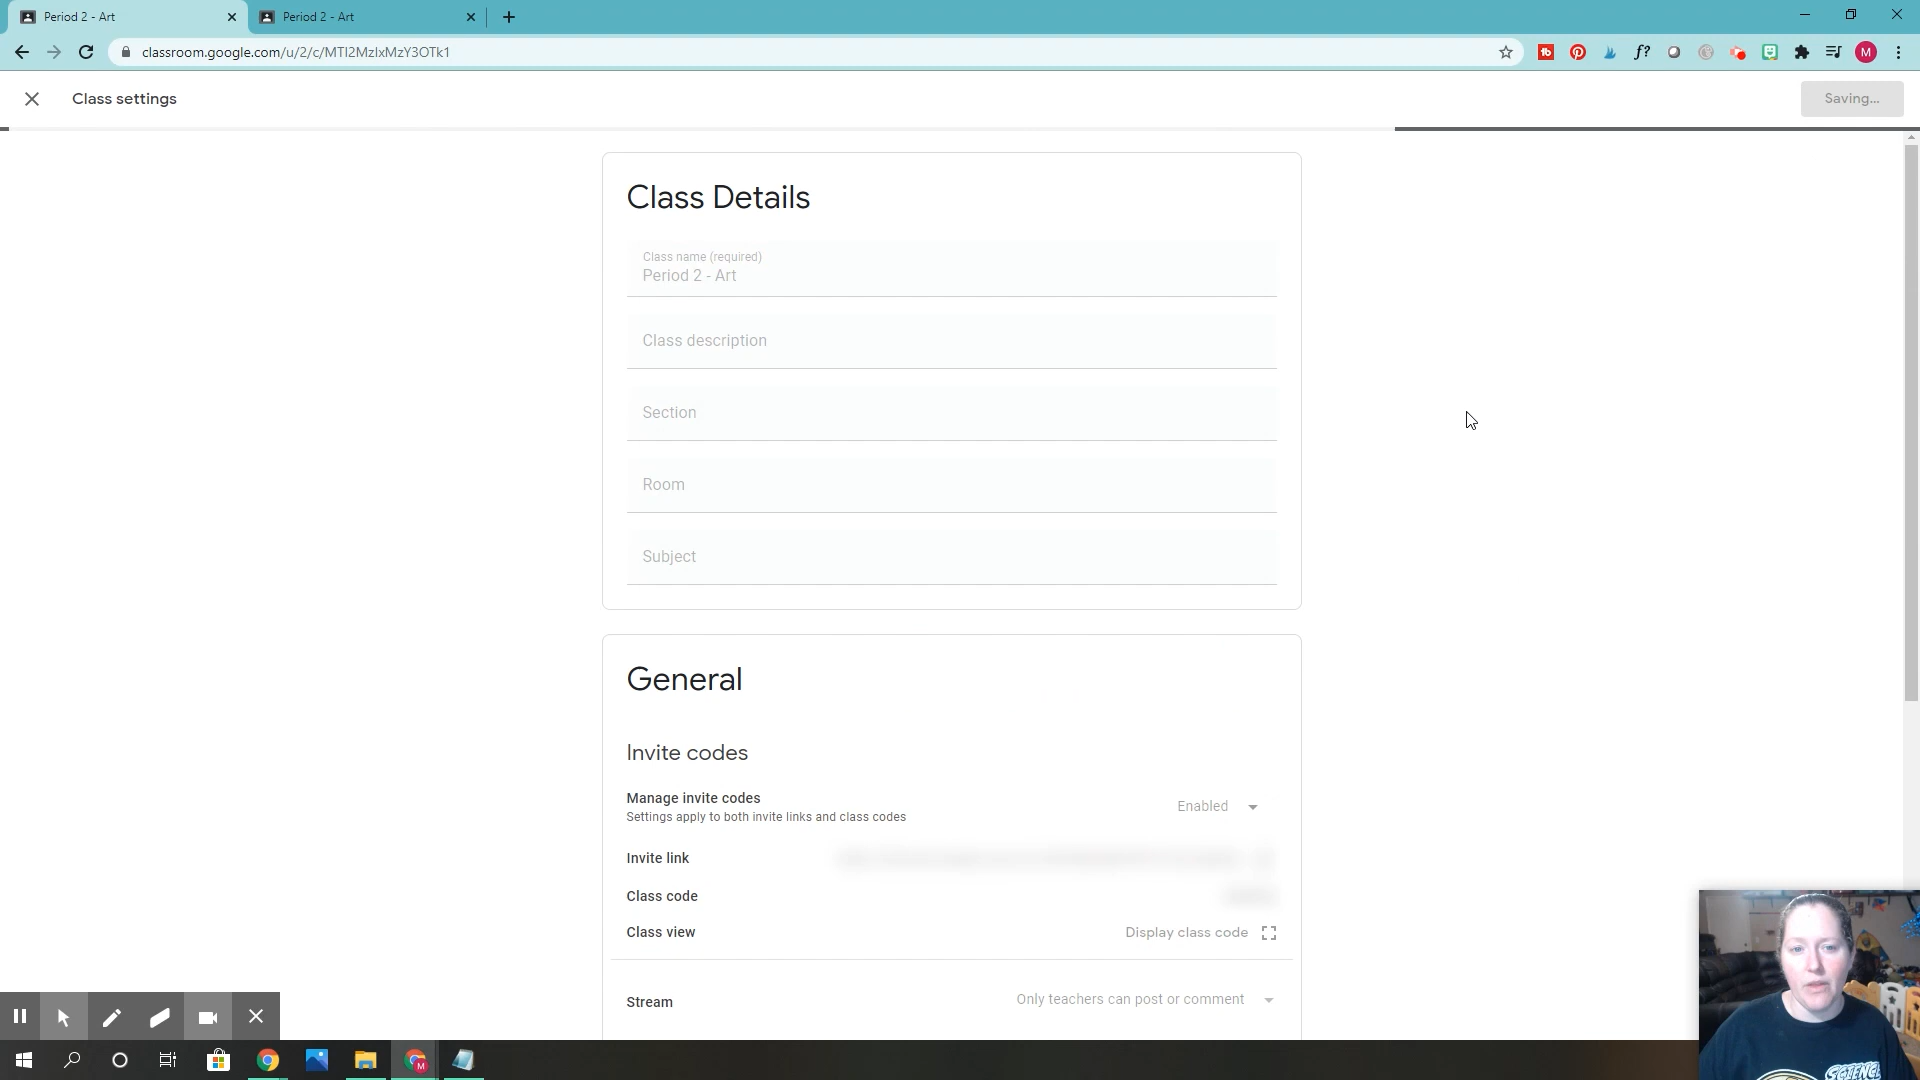 Period 2 - Art
Period 2 - Art
classroom.google.com/u/2/c/MTI2MzIxMzY3OTk1
f?
M
Class settings
Saving...
Class Details
Class name (required)
Period 2 - Art
Class description
Section
Room
Subject
General
Invite codes
Manage invite codes
Enabled
Settings apply to both invite links and class codes
Invite link
Class code
Class view
Display class code
Stream
Only teachers can post or comment
M
SCIENCE